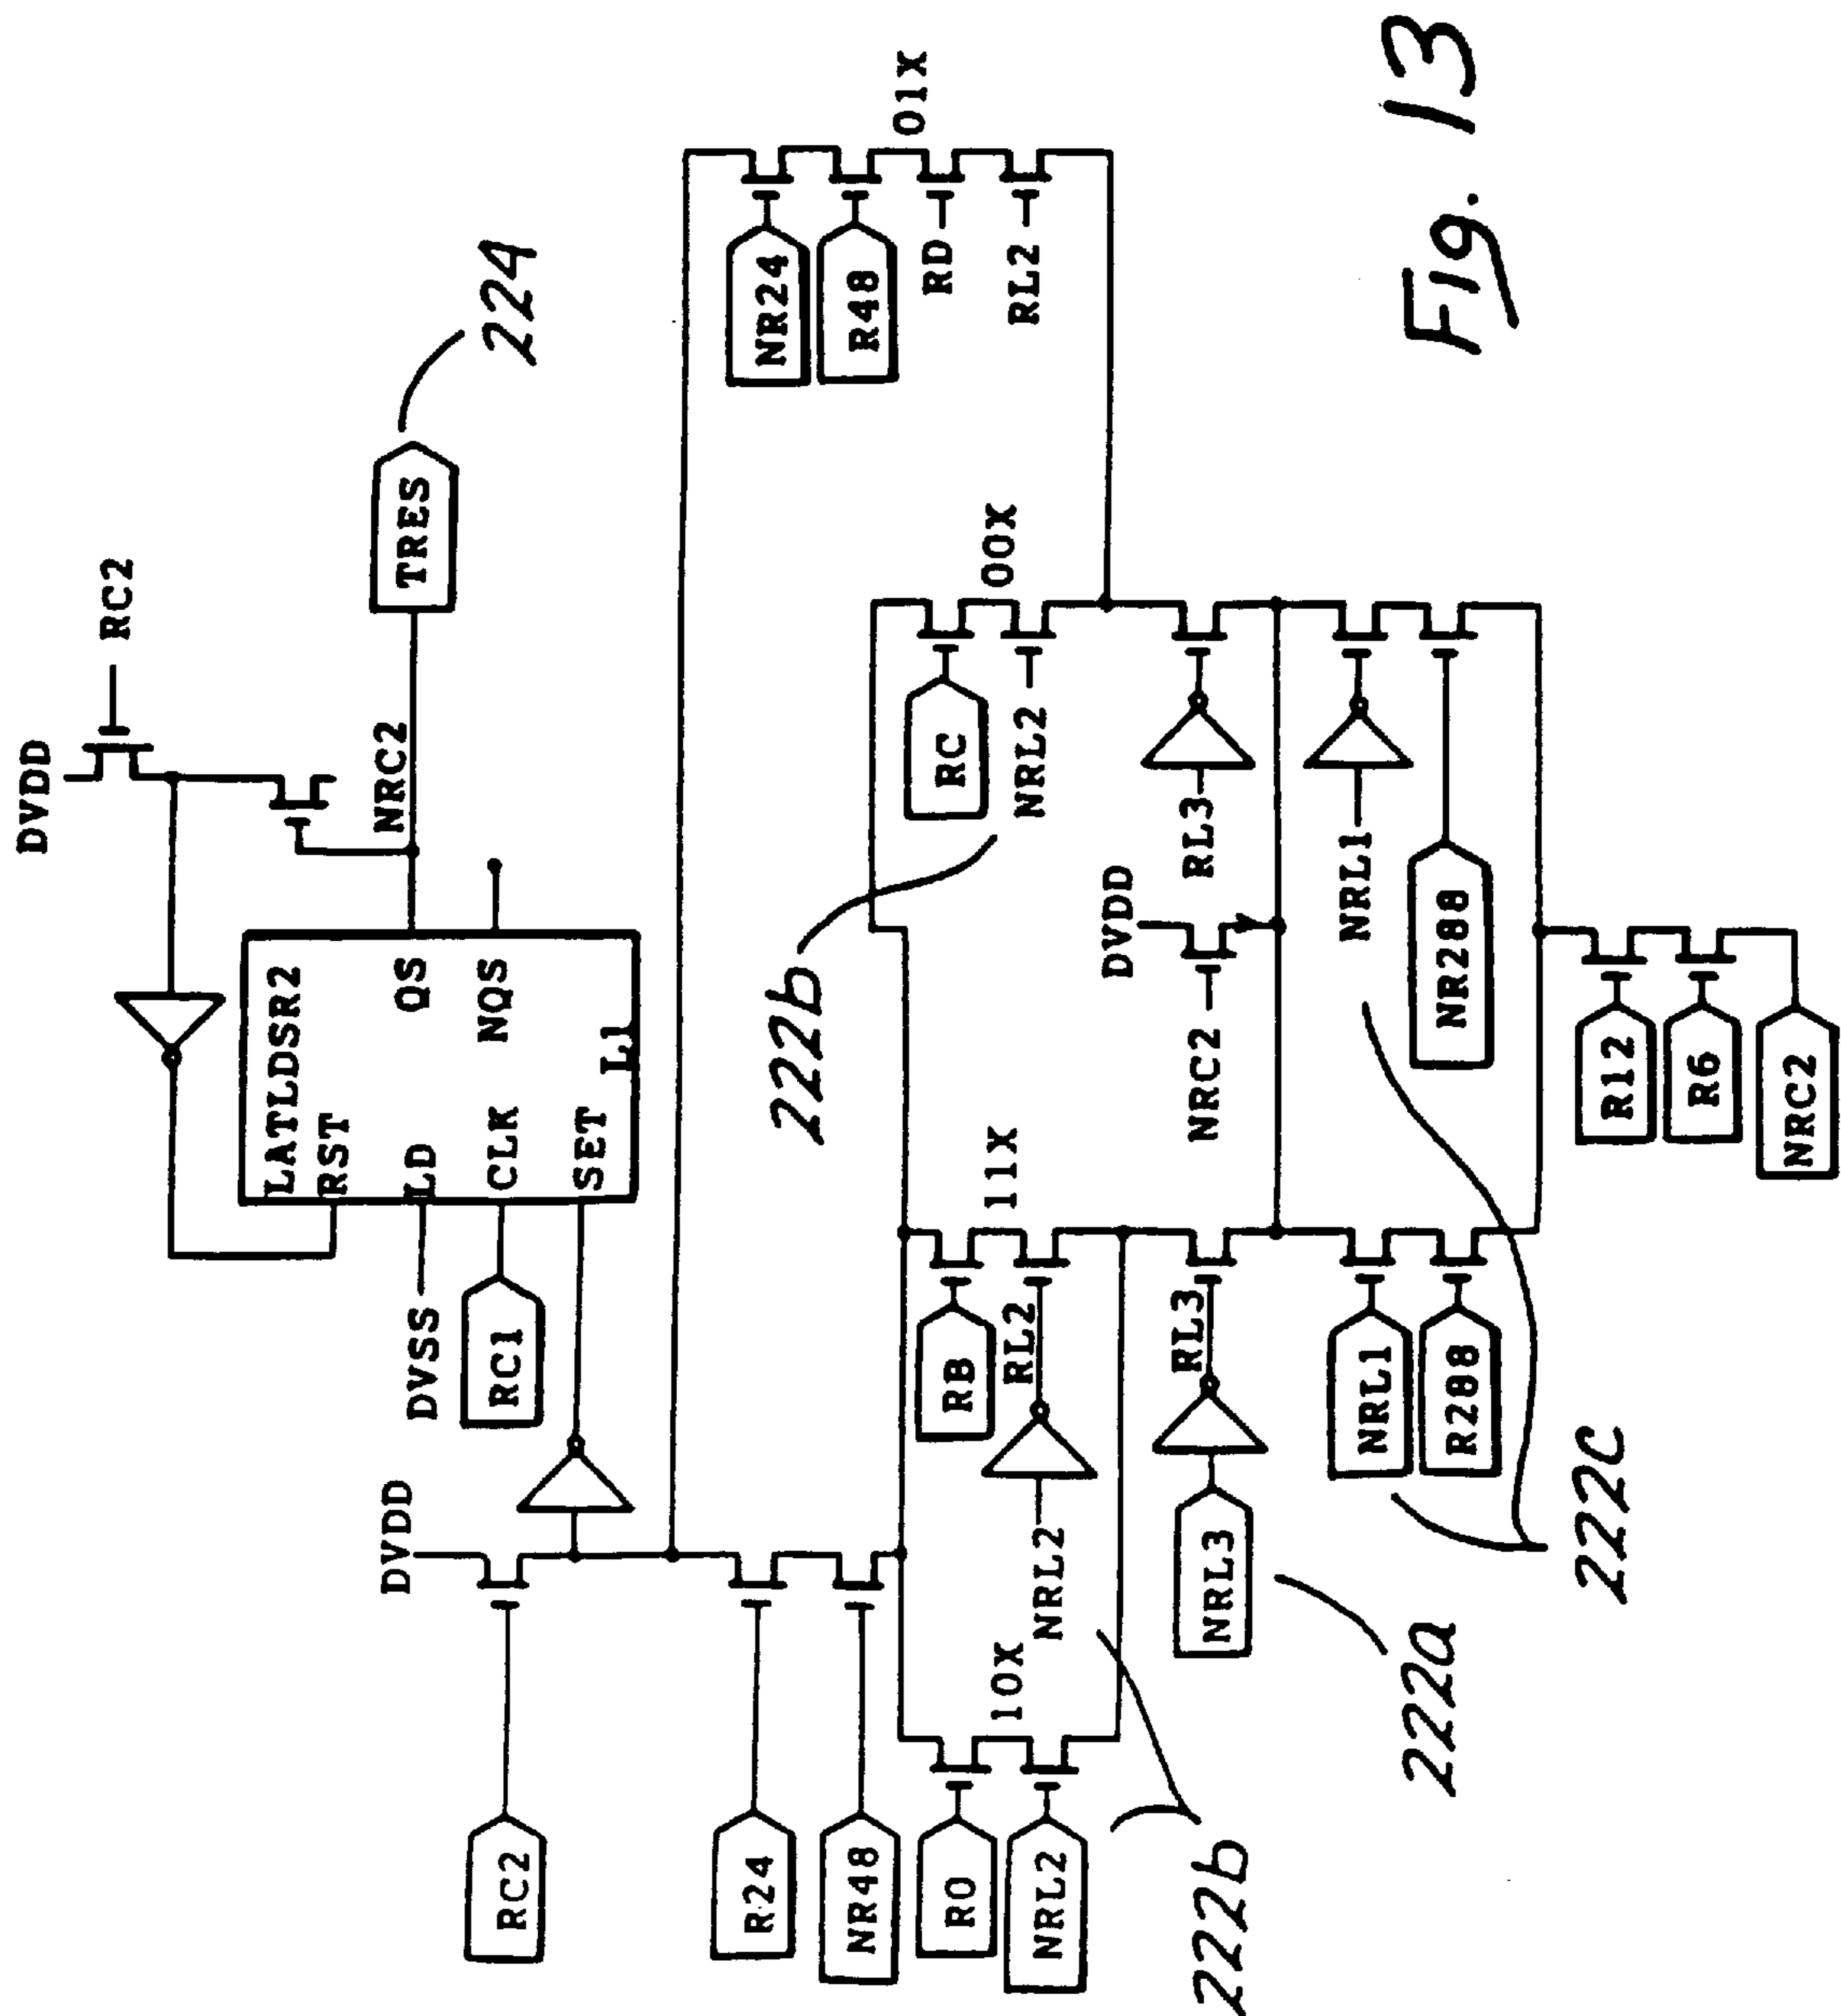 DVDD
RC2
NRC2
TRES
224
LATLDSR2
RST
LD
CLK
SET
QS
NQS
L1
DVSS
RC1
DVDD
RC2
R24
NR48
NR24
R48
RD
RL2
01X
RO
NRL2
10X
NRL2
RB
RL2
11X
RC
NRL2
00X
222b
222b
NRL3
RL3
DVDD
NRC2
RL3
222a
NRL1
R288
NRL1
NR288
222c
R12
R6
NRC2
Fig. 13